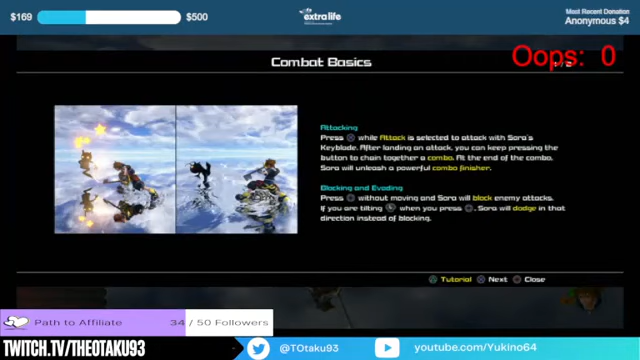 $169
$500
extralife
Most Recent Donation
Anonymous $4
Combat Basics
Oops: 0
Attacking
Press while Attack is selected to attack with Sora's
Keyblade. After landing an attack, you can keep pressing the
button to chain together a combo. At the end of the combo,
Sora will unleash a powerful combo finisher.
Blocking and Evading
Press without moving and Sora will block enemy attacks.
If you are tilting when you press . Sora will dodge in that
direction instead of blocking.
Tutorial Next Close
Path to Affiliate 34 / 50 Followers
TWITCH.TV/THEOTAKU93 @TOtaku93 youtube.com/Yukino64